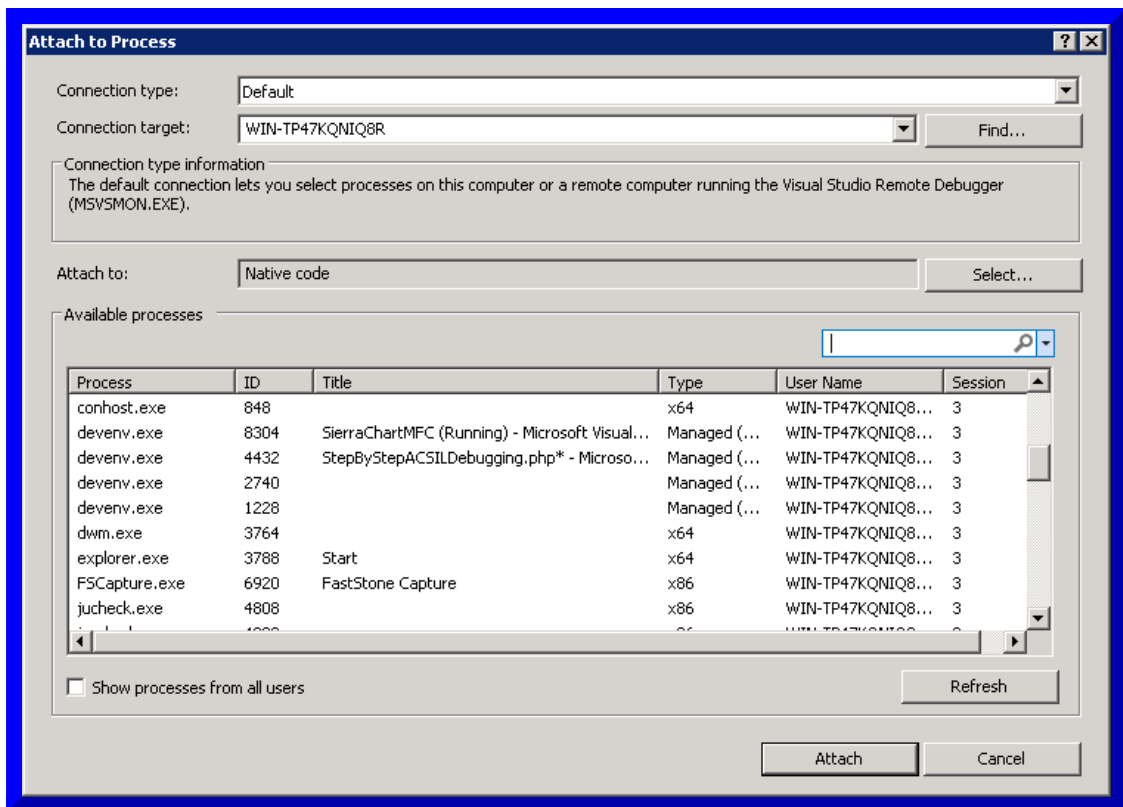 Attach to Process
Connection type: Default
Connection target: WIN-TP47KQNIQ8R Find...
Connection type information
The default connection lets you select processes on this computer or a remote computer running the Visual Studio Remote Debugger
(MSVSMON.EXE).
Attach to: Native code Select...
Available processes
Process ID Title Type User Name Session
conhost.exe 848 x64 WIN-TP47KQNIQ8... 3
devenv.exe 8304 SierraChartMFC (Running) - Microsoft Visual... Managed (... WIN-TP47KQNIQ8... 3
devenv.exe 4432 StepByStepACSILDebugging.php* - Microso... Managed (... WIN-TP47KQNIQ8... 3
devenv.exe 2740 Managed (... WIN-TP47KQNIQ8... 3
devenv.exe 1228 Managed (... WIN-TP47KQNIQ8... 3
dwm.exe 3764 x64 WIN-TP47KQNIQ8... 3
explorer.exe 3788 Start x64 WIN-TP47KQNIQ8... 3
FSCapture.exe 6920 FastStone Capture x86 WIN-TP47KQNIQ8... 3
jucheck.exe 4808 x86 WIN-TP47KQNIQ8... 3
Show processes from all users Refresh
Attach Cancel